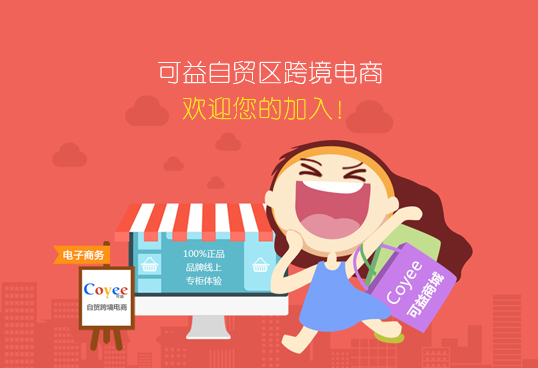 可益自贸区跨境电商
欢迎您的加入！
电子商务
Coyee
可益
自贸跨境电商
100%正品
品牌线上
专柜体验
Coyee
可益商城